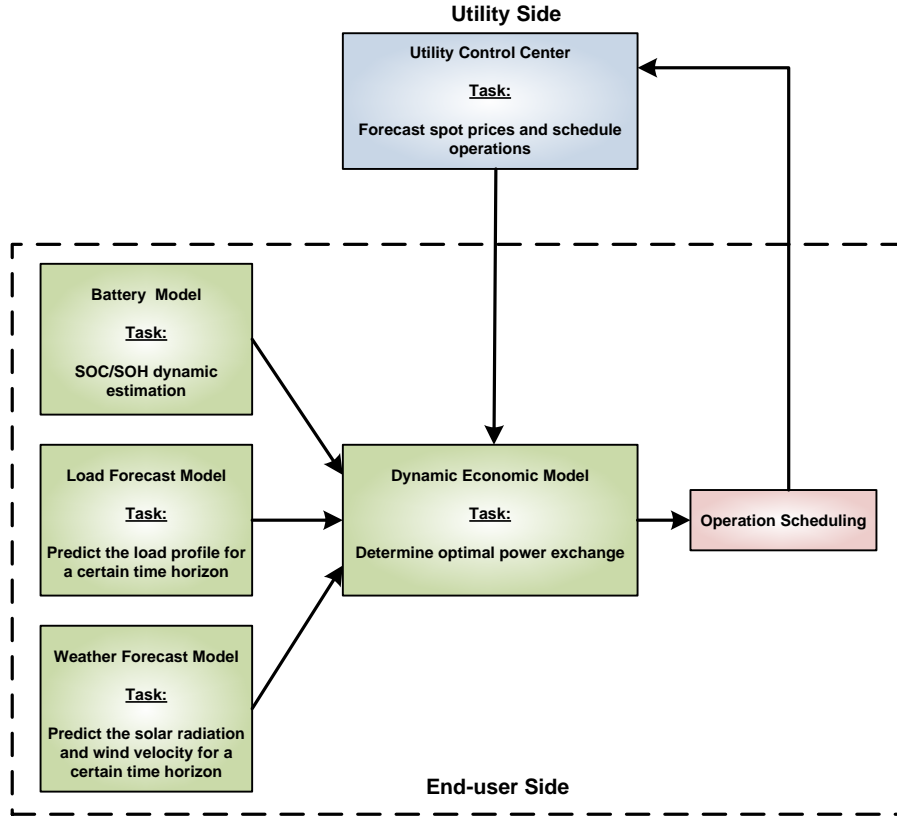 Utility Side
Utility Control Center
Task:
Forecast spot prices and schedule
operations
Battery Model
Task:
SOC/SOH dynamic
estimation
Load Forecast Model
Task:
Predict the load profile for
a certain time horizon
Dynamic Economic Model
Task:
Determine optimal power exchange
Operation Scheduling
Weather Forecast Model
Task:
Predict the solar radiation
and wind velocity for a
certain time horizon
End-user Side